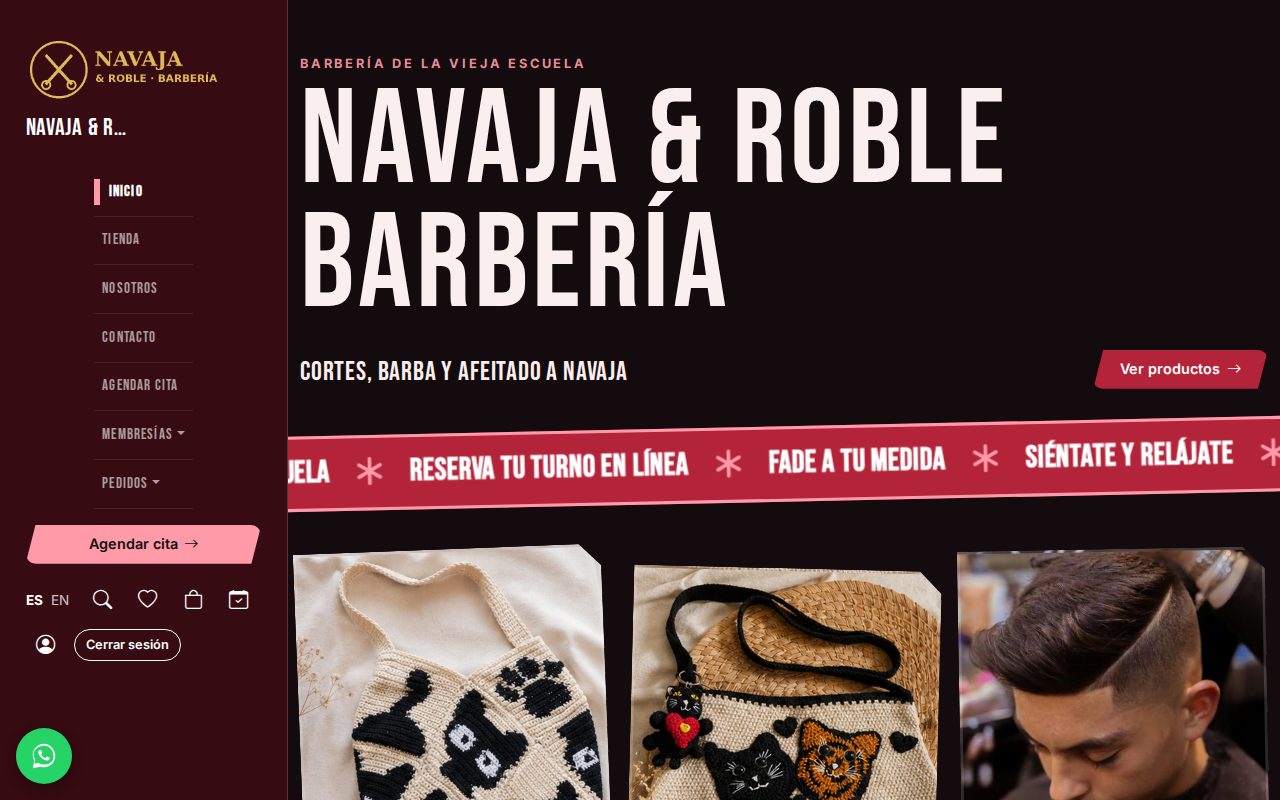 NAVAJA
& ROBLE · BARBERÍA
NAVAJA & R...
INICIO
TIENDA
NOSOTROS
CONTACTO
AGENDAR CITA
MEMBRESÍAS
PEDIDOS
Agendar cita →
ES EN
Cerrar sesión
BARBERÍA DE LA VIEJA ESCUELA
NAVAJA & ROBLE
BARBERÍA
CORTES, BARBA Y AFEITADO A NAVAJA
Ver productos →
UELA RESERVA TU TURNO EN LÍNEA FADE A TU MEDIDA SIÉNTATE Y RELÁJATE